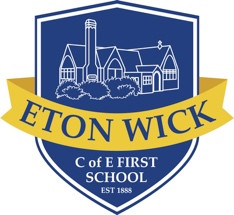 ETON WICK
C of E FIRST
SCHOOL
EST 1888